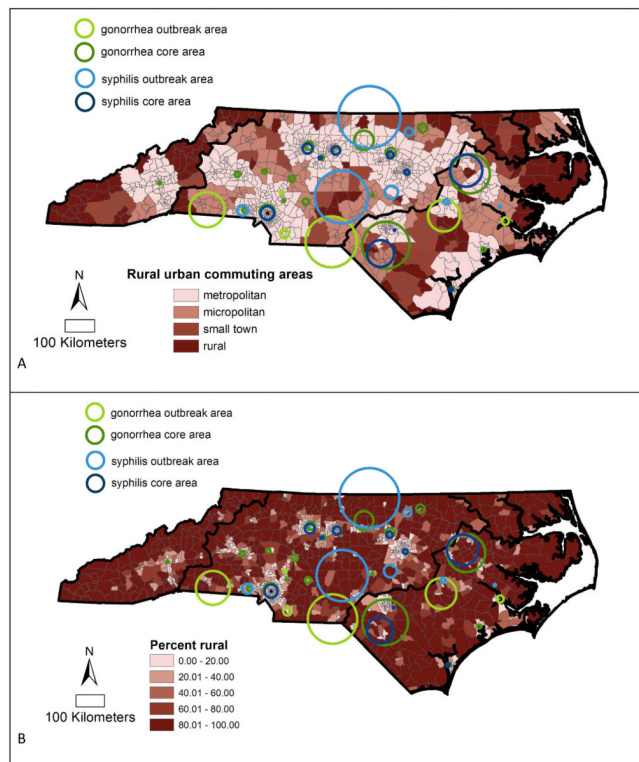 gonorrhea outbreak area
gonorrhea core area
syphilis outbreak area
syphilis core area
N
100 Kilometers
Rural urban commuting areas
metropolitan
micropolitan
small town
rural
A
gonorrhea outbreak area
gonorrhea core area
syphilis outbreak area
syphilis core area
N
100 Kilometers
Percent rural
0.00 - 20.00
20.01 - 40.00
40.01 - 60.00
60.01 - 80.00
80.01 - 100.00
B